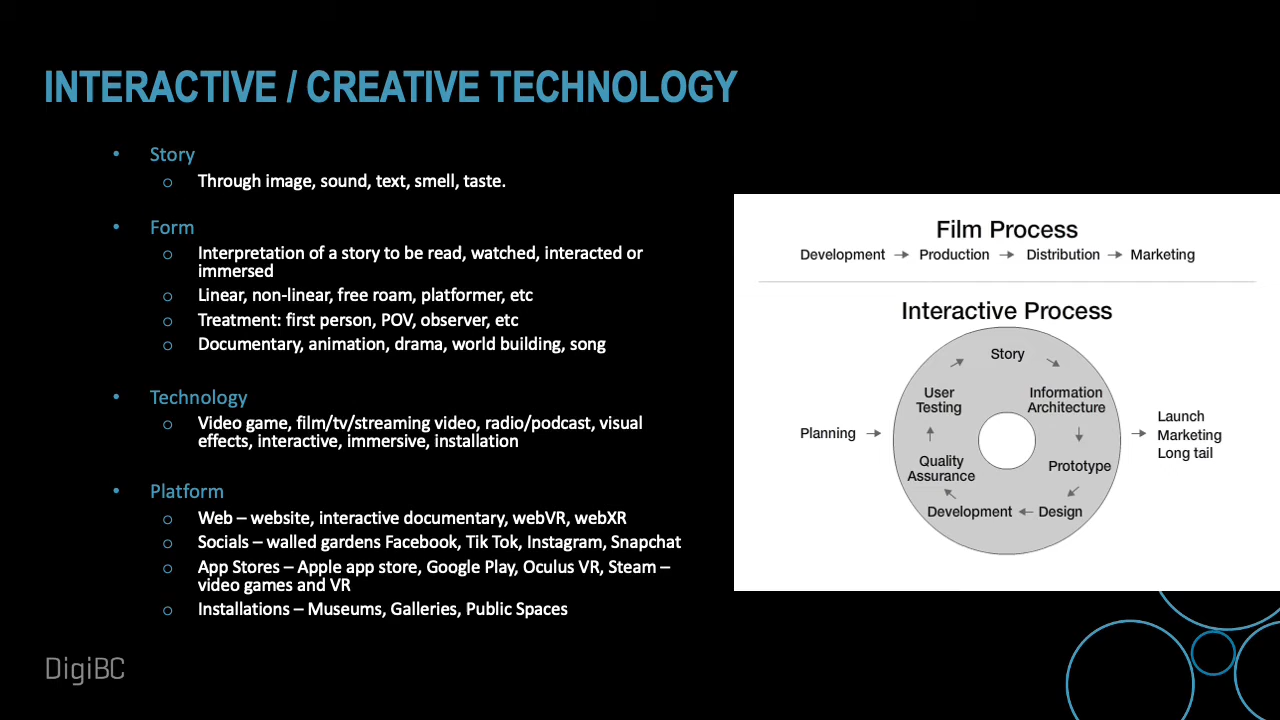 INTERACTIVE / CREATIVE TECHNOLOGY
• Story
o Through image, sound, text, smell, taste.
• Form
o Interpretation of a story to be read, watched, interacted or
immersed
o Linear, non-linear, free roam, platformer, etc
o Treatment: first person, POV, observer, etc
o Documentary, animation, drama, world building, song
• Technology
o Video game, film/tv/streaming video, radio/podcast, visual
effects, interactive, immersive, installation
• Platform
o Web – website, interactive documentary, webVR, webXR
o Socials – walled gardens Facebook, Tik Tok, Instagram, Snapchat
o App Stores – Apple app store, Google Play, Oculus VR, Steam –
video games and VR
o Installations – Museums, Galleries, Public Spaces
Film Process
Development → Production → Distribution → Marketing
Interactive Process
Planning →
Story
Information
Architecture
Prototype
Design
Development
Quality
Assurance
User
Testing
→ Launch
Marketing
Long tail
DigiBC